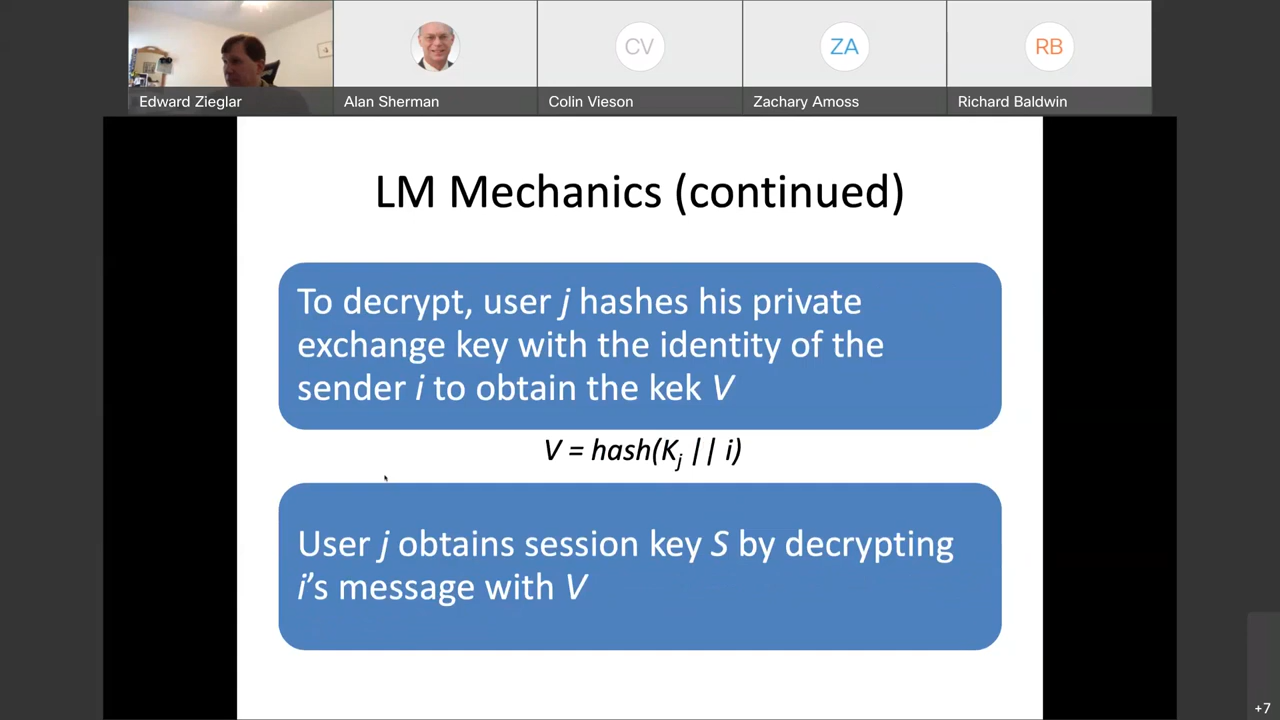 CV
ZA
RB
Edward Zieglar
Alan Sherman
Colin Vieson
Zachary Amoss
Richard Baldwin
LM Mechanics (continued)
To decrypt, user j hashes his private
exchange key with the identity of the
sender i to obtain the kek V
V = hash(Kj || i)
User j obtains session key S by decrypting
i’s message with V
+7